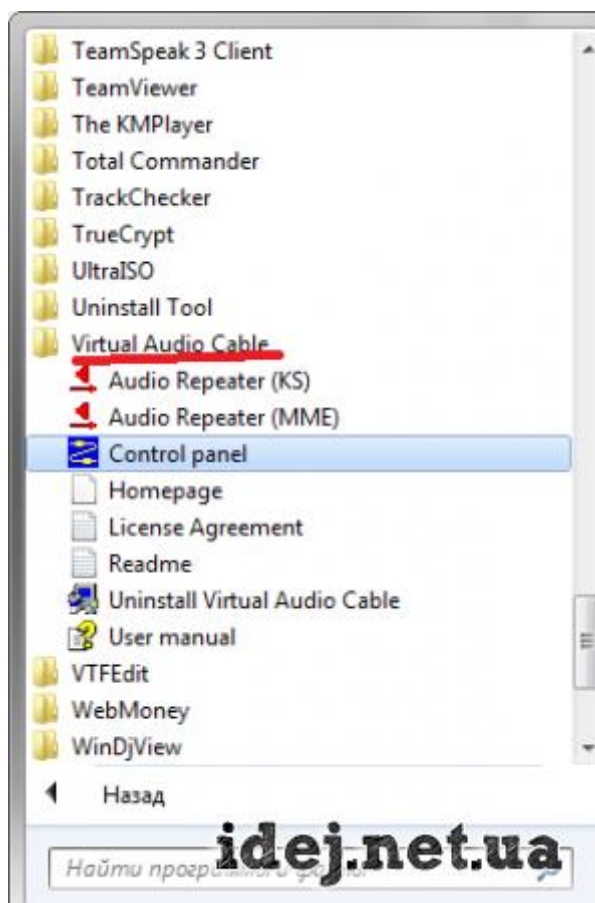 TeamSpeak 3 Client
TeamViewer
The KMPlayer
Total Commander
TrackChecker
TrueCrypt
UltraISO
Uninstall Tool
Virtual Audio Cable
Audio Repeater (KS)
Audio Repeater (MME)
Control panel
Homepage
License Agreement
Readme
Uninstall Virtual Audio Cable
User manual
VTFEdit
WebMoney
WinDjView
Назад
idej.net.ua
Найти